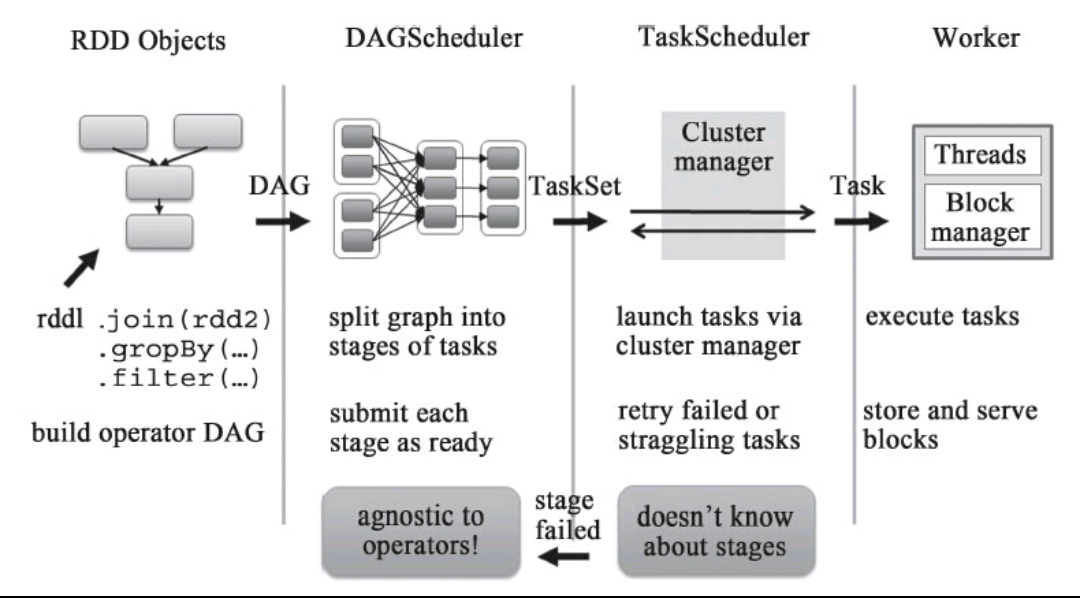 RDD Objects
DAGScheduler
TaskScheduler
Worker
DAG
TaskSet
Cluster
manager
Task
Threads
Block
manager
rddl .join(rdd2)
.gropBy(…)
.filter(…)
build operator DAG
split graph into
stages of tasks
submit each
stage as ready
launch tasks via
cluster manager
retry failed or
straggling tasks
execute tasks
store and serve
blocks
agnostic to
operators!
stage
failed
doesn’t know
about stages